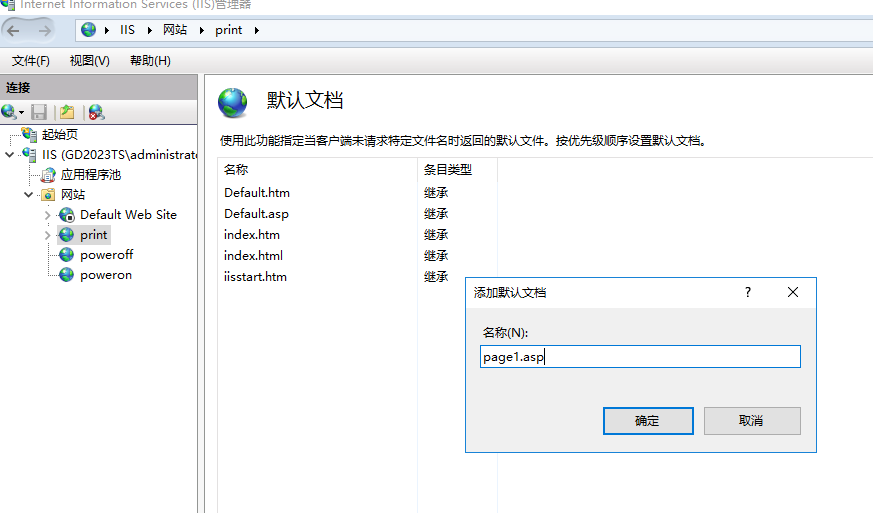 Internet Information Services (IIS)管理器
IIS
网站
print
文件(F)
视图(V)
帮助(H)
连接
起始页
IIS (GD2023TS\administrat
应用程序池
网站
Default Web Site
print
poweroff
poweron
默认文档
使用此功能指定当客户端未请求特定文件名时返回的默认文件。按优先级顺序设置默认文档。
名称
条目类型
Default.htm
继承
Default.asp
继承
index.htm
继承
index.html
继承
iisstart.htm
继承
添加默认文档
?
名称(N):
page1.asp
确定
取消